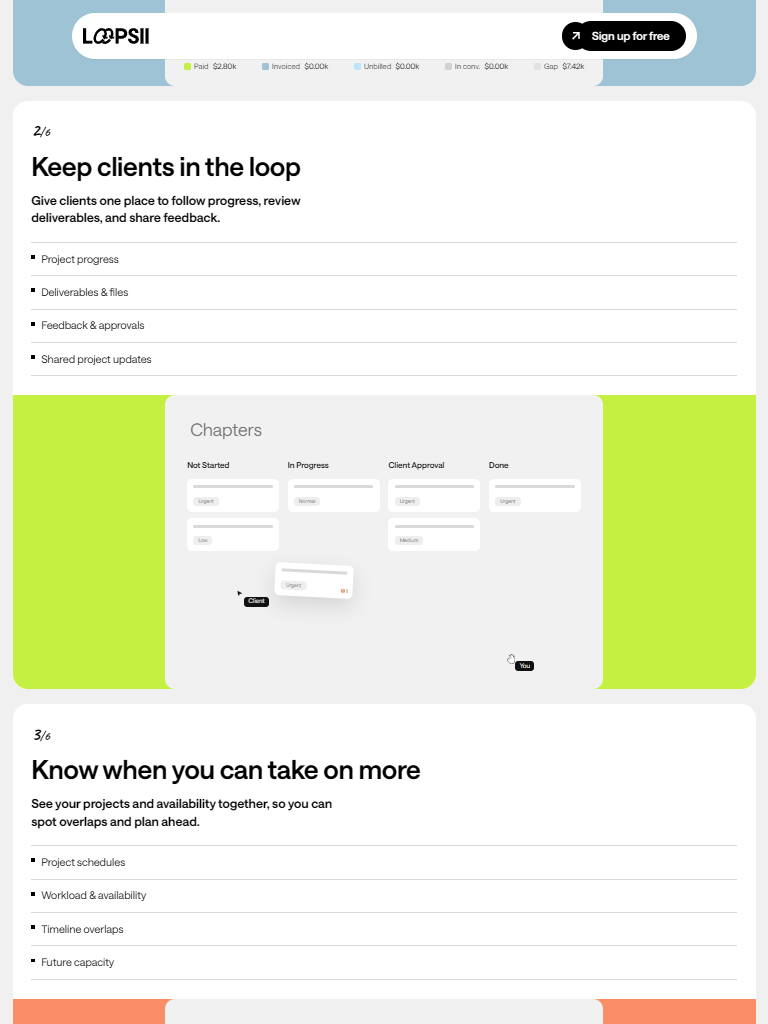 LOOPSII
Sign up for free
Paid $2.80k Invoiced $0.00k Unbilled $0.00k In conv. $0.00k Gap $7.42k
2/6
Keep clients in the loop
Give clients one place to follow progress, review
deliverables, and share feedback.
Project progress
Deliverables & files
Feedback & approvals
Shared project updates
Chapters
Not Started In Progress Client Approval Done
Urgent Normal Urgent Urgent
Low Medium
Urgent
Client
You
3/6
Know when you can take on more
See your projects and availability together, so you can
spot overlaps and plan ahead.
Project schedules
Workload & availability
Timeline overlaps
Future capacity